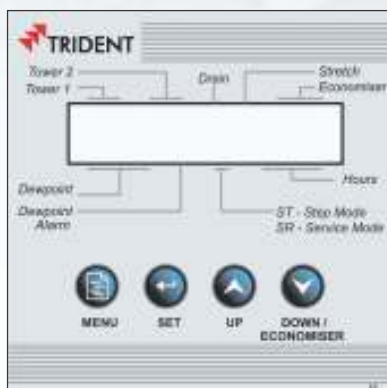 TRIDENT
Tower 2
Drain
Stretch
Tower 1
Economiser
Dewpoint
Hours
Dewpoint
Alarm
ST - Stop Mode
SR - Service Mode
MENU
SET
UP
DOWN /
ECONOMISER